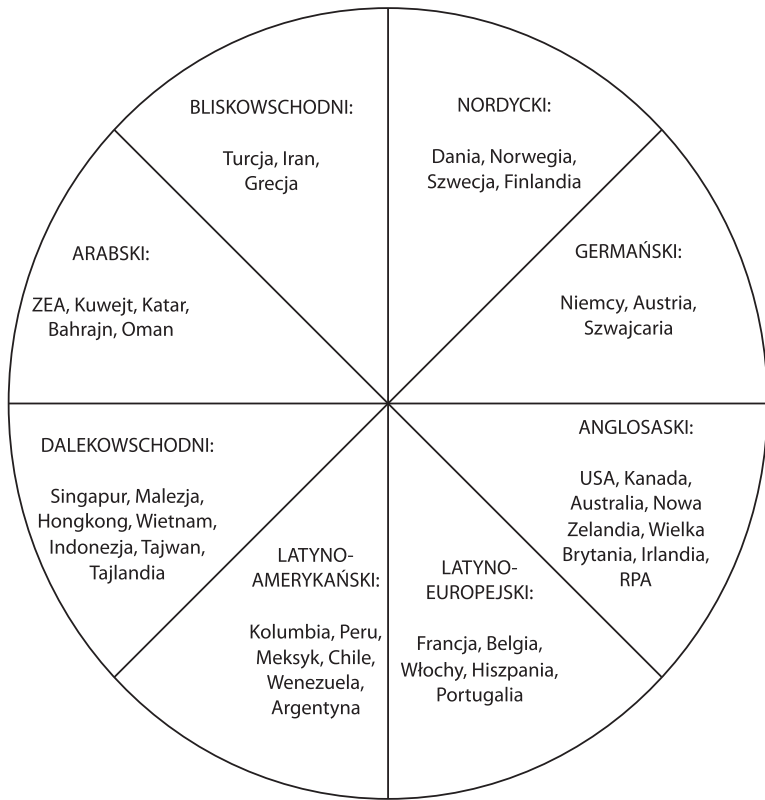 BLISKOWSCHODNI:
Turcja, Iran,
Grecja
NORDYCKI:
Dania, Norwegia,
Szwecja, Finlandia
ARABSKI:
ZEA, Kuwejt, Katar,
Bahrajn, Oman
GERMAŃSKI:
Niemcy, Austria,
Szwajcaria
DALEKOWSCHODNI:
Singapur, Malezja,
Hongkong, Wietnam,
Indonezja, Tajwan,
Tajlandia
ANGLOSASKI:
USA, Kanada,
Australia, Nowa
Zelandia, Wielka
Brytania, Irlandia,
RPA
LATYNO-
AMERYKAŃSKI:
Kolumbia, Peru,
Meksyk, Chile,
Wenezuela,
Argentyna
LATYNO-
EUROPEJSKI:
Francja, Belgia,
Włochy, Hiszpania,
Portugalia